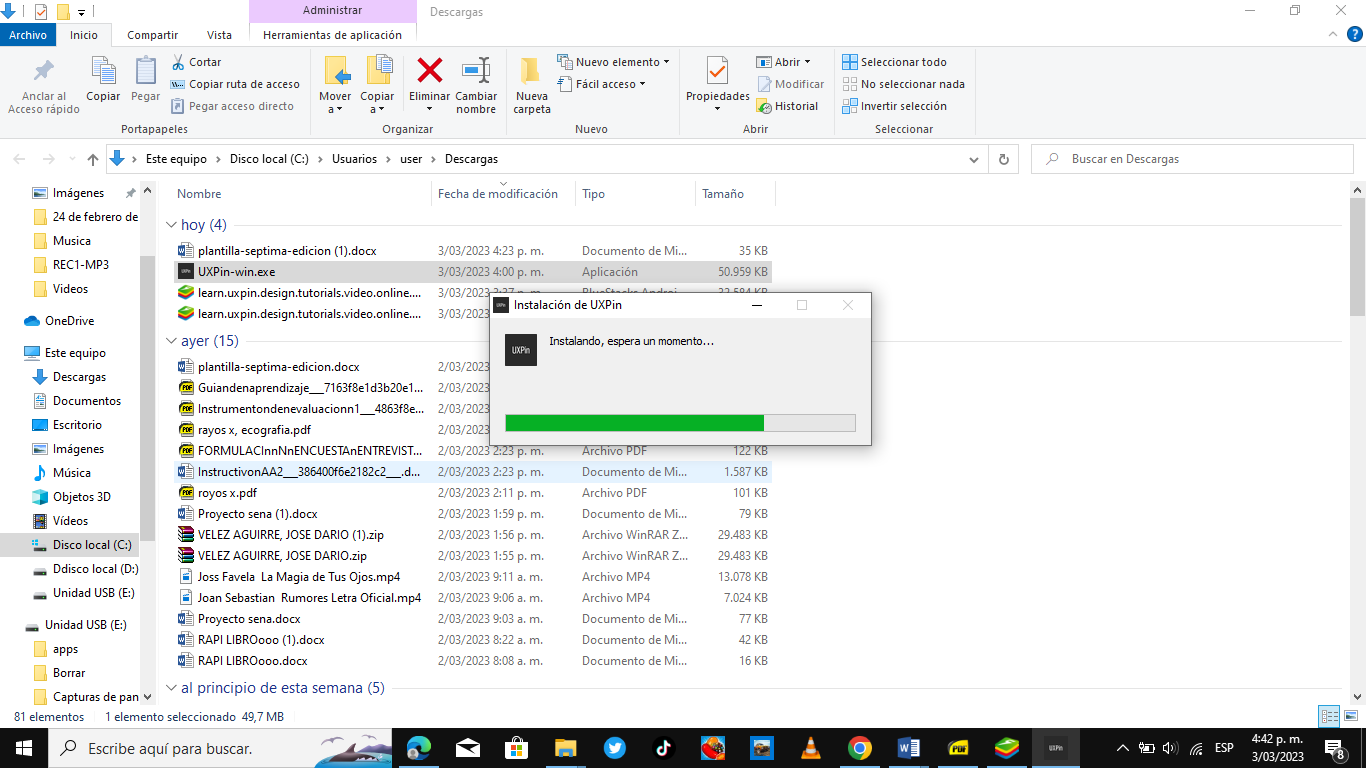 Administrar
Descargas
Archivo
Inicio
Compartir
Vista
Herramientas de aplicación
Anclar al
Acceso rápido
Copiar
Pegar
Cortar
Copiar ruta de acceso
Pegar acceso directo
Portapapeles
Mover
a
Copiar
a
Eliminar
Cambiar
nombre
Organizar
Nueva
carpeta
Nuevo elemento
Fácil acceso
Nuevo
Propiedades
Abrir
Modificar
Historial
Abrir
Seleccionar todo
No seleccionar nada
Invertir selección
Seleccionar
Este equipo > Disco local (C:) > Usuarios > user > Descargas
Buscar en Descargas
Imágenes
24 de febrero de
Musica
REC1-MP3
Videos
OneDrive
Este equipo
Descargas
Documentos
Escritorio
Imágenes
Música
Objetos 3D
Vídeos
Disco local (C:)
Ddisco local (D:)
Unidad USB (E:)
Unidad USB (E:)
apps
Borrar
Capturas de pan
Nombre Fecha de modificación Tipo Tamaño
hoy (4)
plantilla-septima-edicion (1).docx 3/03/2023 4:23 p. m. Documento de Mi... 35 KB
UXPin-win.exe 3/03/2023 4:00 p. m. Aplicación 50.959 KB
learn.uxpin.design.tutorials.video.online.... 3/03/2023 3:37 p. m. BlueStacks Androi... 32.584 KB
learn.uxpin.design.tutorials.video.online.... 3/03/2023
ayer (15)
plantilla-septima-edicion.docx 2/03/2023
Guiandenaprendizaje___7163f8e1d3b20e1... 2/03/2023
Instrumentondenevaluacionn1___4863f8e... 2/03/2023
rayos x, ecografia.pdf 2/03/2023
FORMULACInnNnENCUESTAnENTREVIST... 2/03/2023 2:23 p. m. Archivo PDF 122 KB
InstructivonAA2___386400f6e2182c2___.d... 2/03/2023 2:23 p. m. Documento de Mi... 1.587 KB
royos x.pdf 2/03/2023 2:11 p. m. Archivo PDF 101 KB
Proyecto sena (1).docx 2/03/2023 1:59 p. m. Documento de Mi... 79 KB
VELEZ AGUIRRE, JOSE DARIO (1).zip 2/03/2023 1:56 p. m. Archivo WinRAR Z... 29.483 KB
VELEZ AGUIRRE, JOSE DARIO.zip 2/03/2023 1:55 p. m. Archivo WinRAR Z... 29.483 KB
Joss Favela La Magia de Tus Ojos.mp4 2/03/2023 9:11 a. m. Archivo MP4 13.078 KB
Joan Sebastian Rumores Letra Oficial.mp4 2/03/2023 9:06 a. m. Archivo MP4 7.024 KB
Proyecto sena.docx 2/03/2023 9:03 a. m. Documento de Mi... 77 KB
RAPI LIBROooo (1).docx 2/03/2023 8:22 a. m. Documento de Mi... 42 KB
RAPI LIBROooo.docx 2/03/2023 8:08 a. m. Documento de Mi... 16 KB
al principio de esta semana (5)
UXPin Instalación de UXPin
UXPin
Instalando, espera un momento...
81 elementos 1 elemento seleccionado 49,7 MB
Escribe aquí para buscar.
PDF
UXPin
ESP
4:42 p. m.
3/03/2023
8